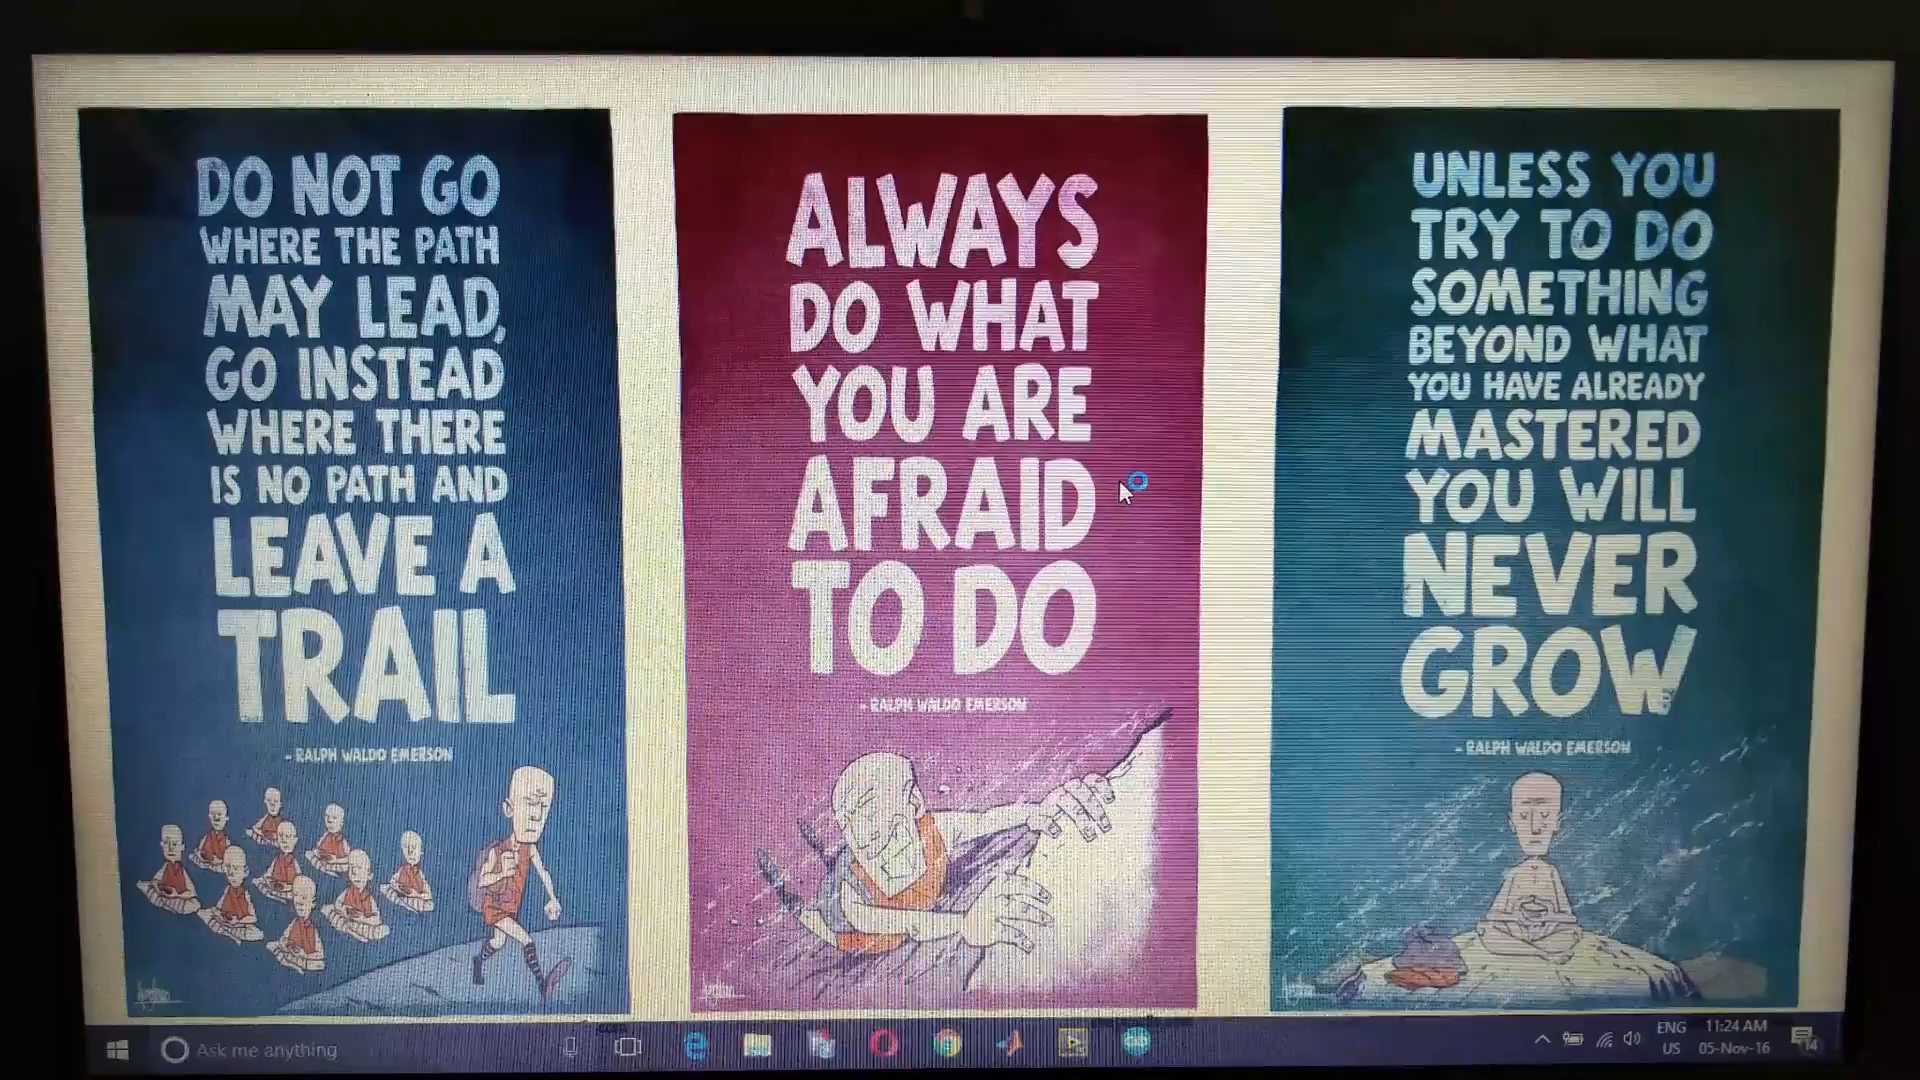 DO NOT GO
WHERE THE PATH
MAY LEAD,
GO INSTEAD
WHERE THERE
IS NO PATH AND
LEAVE A
TRAIL
- RALPH WALDO EMERSON
ALWAYS
DO WHAT
YOU ARE
AFRAID
TO DO
- RALPH WALDO EMERSON
UNLESS YOU
TRY TO DO
SOMETHING
BEYOND WHAT
YOU HAVE ALREADY
MASTERED
YOU WILL
NEVER
GROW
- RALPH WALDO EMERSON
Ask me anything
ENG
US
11:24 AM
05-Nov-16
14